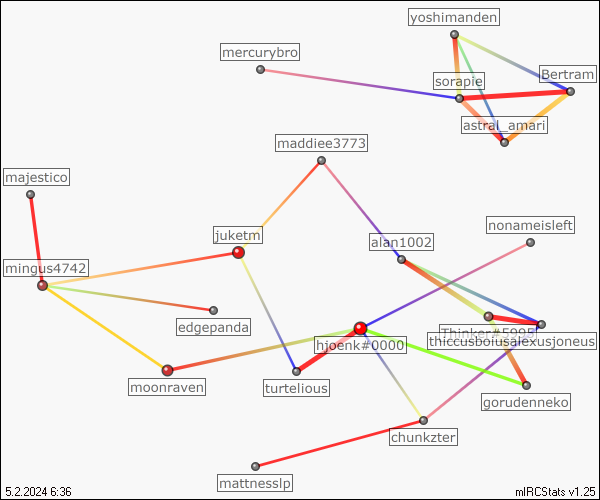 yoshimanden
mercurybro
sorapie
Bertram
astral_amari
maddiee3773
majestico
nonameisleft
juketm
alan1002
mingus4742
edgepanda
Thinker#5995
hjoenk#0000
thiccusboiusalexusjoneus
moonraven
turtelious
gorudenneko
chunkzter
mattnesslp
5.2.2024 6:36
mIRCStats v1.25